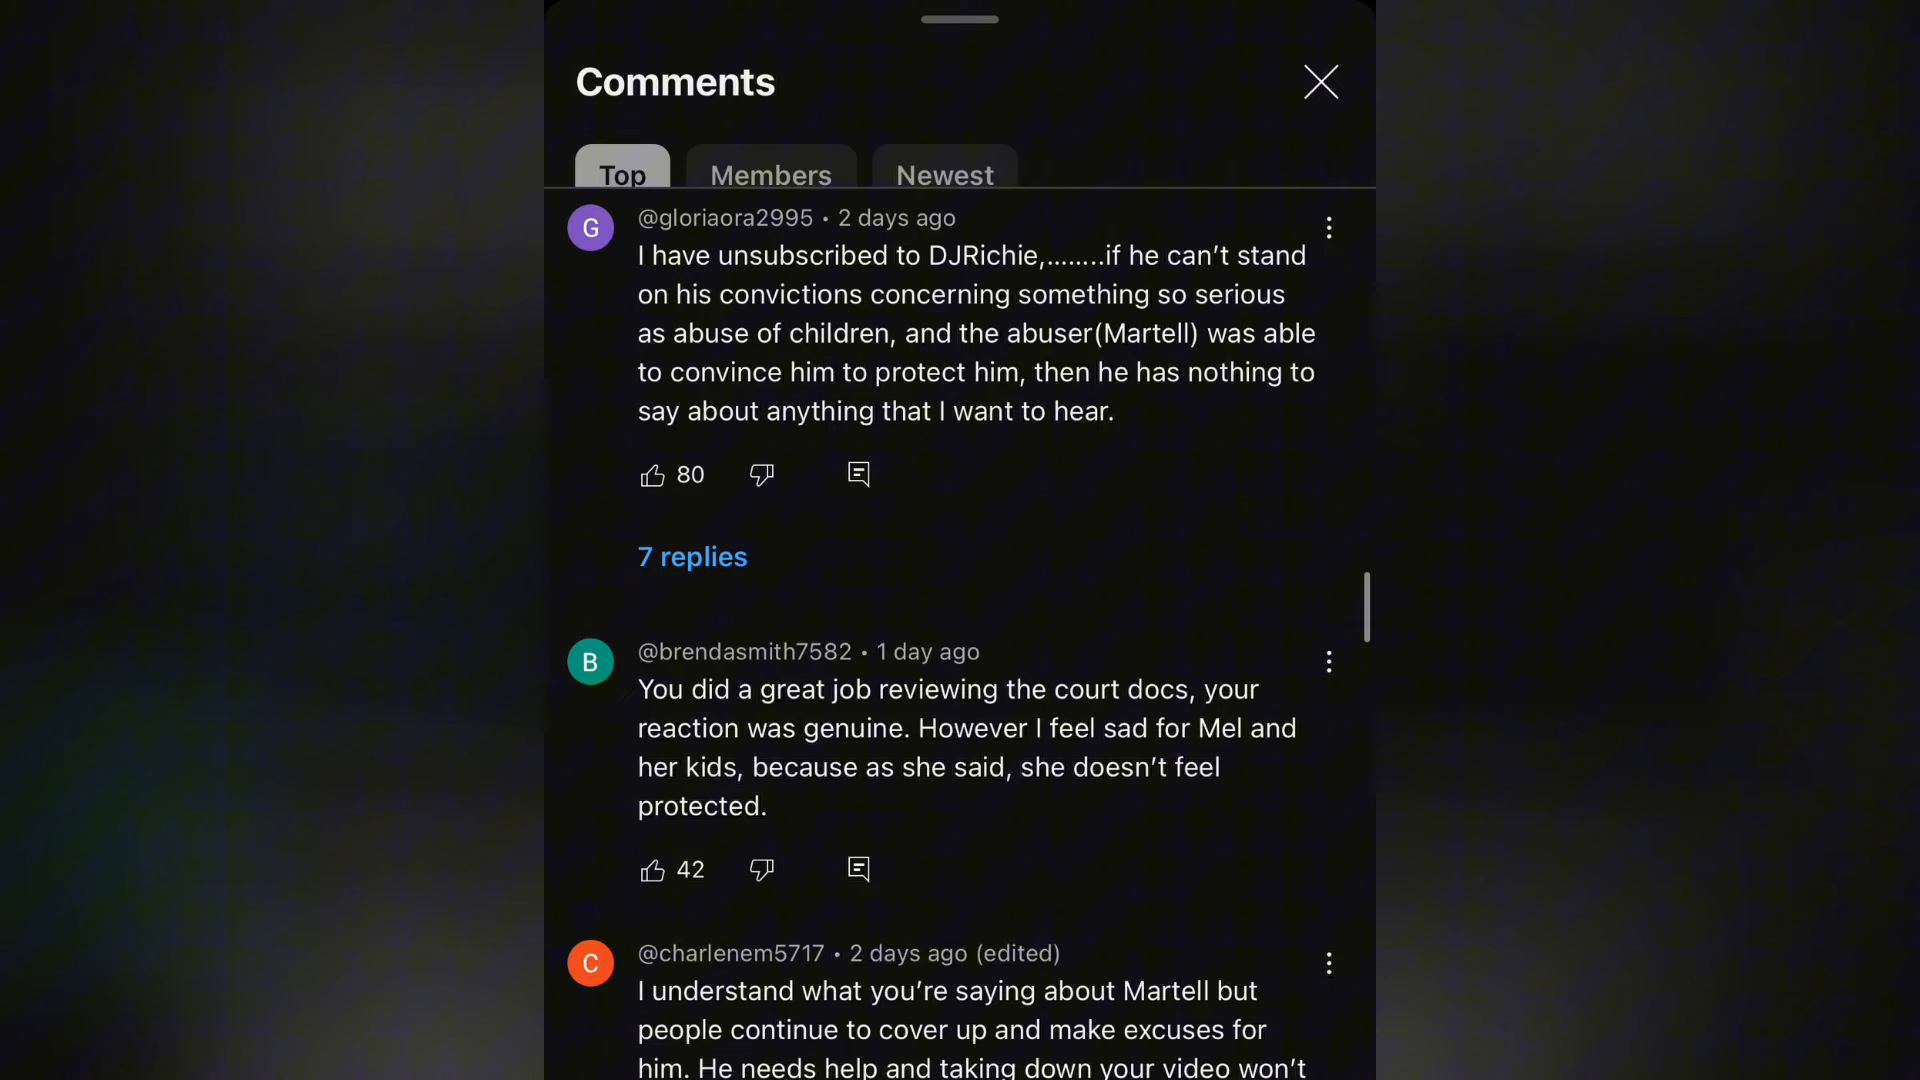 Comments
Top Members Newest
G
@gloriaora2995 • 2 days ago
I have unsubscribed to DJRichie,........if he can’t stand
on his convictions concerning something so serious
as abuse of children, and the abuser(Martell) was able
to convince him to protect him, then he has nothing to
say about anything that I want to hear.
80
7 replies
B
@brendasmith7582 • 1 day ago
You did a great job reviewing the court docs, your
reaction was genuine. However I feel sad for Mel and
her kids, because as she said, she doesn’t feel
protected.
42
C
@charlenem5717 • 2 days ago (edited)
I understand what you’re saying about Martell but
people continue to cover up and make excuses for
him. He needs help and taking down your video won’t